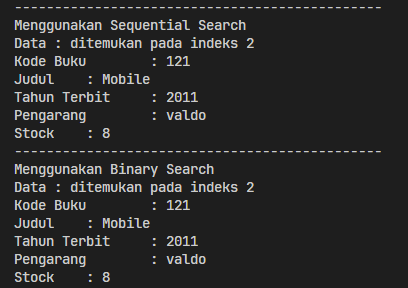 ----------------------------------------------
Menggunakan Sequential Search
Data : ditemukan pada indeks 2
Kode Buku        : 121
Judul    : Mobile
Tahun Terbit     : 2011
Pengarang        : valdo
Stock    : 8
----------------------------------------------
Menggunakan Binary Search
Data : ditemukan pada indeks 2
Kode Buku        : 121
Judul    : Mobile
Tahun Terbit     : 2011
Pengarang        : valdo
Stock    : 8